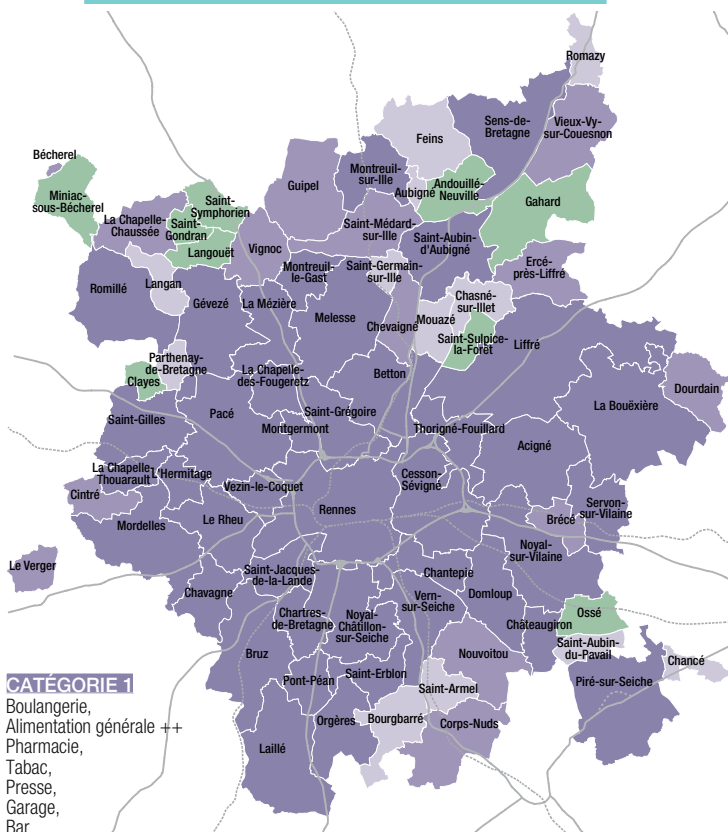 Romazy
Sens-de-
Bretagne
Vieux-Vy-
sur-Couesnon
Feins
Bécherel
Montreuil-
sur-Ille
Andouillé-
Neuville
Guipel
Aubigné
Miniac-
sous-Bécherel
Saint-
Symphorien
Gahard
La Chapelle-
Chaussée
Saint-
Gondran
Saint-Médard-
sur-Ille
Saint-Aubin-
d'Aubigné
Langouët
Vignoc
Ercé-
près-Liffré
Montreuil-
le-Gast
Saint-Germain-
sur-Ille
Romillé
Langan
Gévezé
La Mézière
Chasné-
sur-Illet
Melesse
Chevaigné
Mouazé
Saint-Sulpice-
la-Forêt
Liffré
Parthenay-
de-Bretagne
Clayes
La Chapelle-
des-Fougeretz
Betton
Dourdain
La Bouëxière
Saint-Gilles
Pacé
Saint-Grégoire
Montgermont
Thorigné-Fouillard
Acigné
La Chapelle-
Thouarault
L'Hermitage
Cesson-
Sévigné
Vezin-le-Coquet
Cintré
Rennes
Servon-
sur-Vilaine
Mordelles
Le Rheu
Brécé
Noyal-
sur-Vilaine
Le Verger
Saint-Jacques-
de-la-Lande
Chantepie
Chavagne
Vern-
sur-Seiche
Domloup
Chartres-
de-Bretagne
Noyal-
Châtillon-
sur-Seiche
Ossé
Châteaugiron
Saint-Aubin-
du-Pavail
Bruz
Nouvoitou
Chancé
Pont-Péan
Saint-Erblon
Piré-sur-Seiche
Saint-Armel
Orgères
Bourgbarré
Corps-Nuds
Laillé
CATÉGORIE 1
Boulangerie,
Alimentation générale ++
Pharmacie,
Tabac,
Presse,
Garage,
Bar